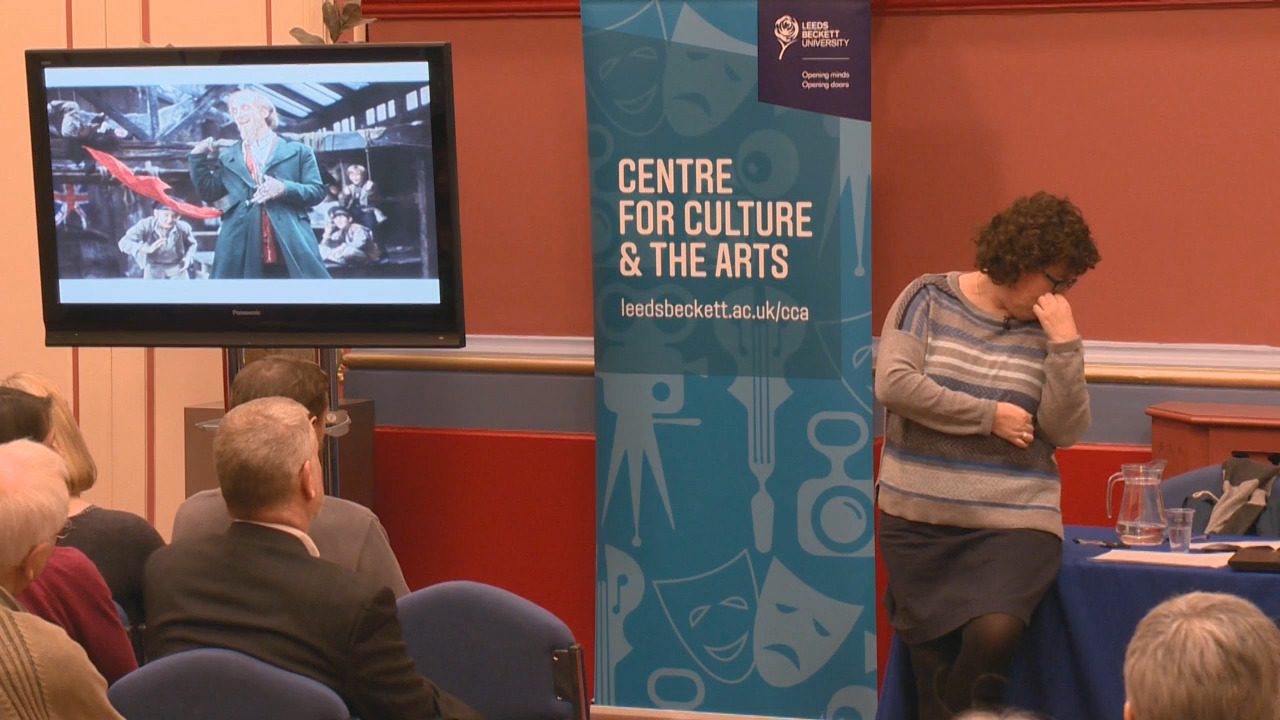 LEEDS
BECKETT
UNIVERSITY
Opening minds
Opening doors
CENTRE
FOR CULTURE
& THE ARTS
leedsbeckett.ac.uk/cca
Panasonic